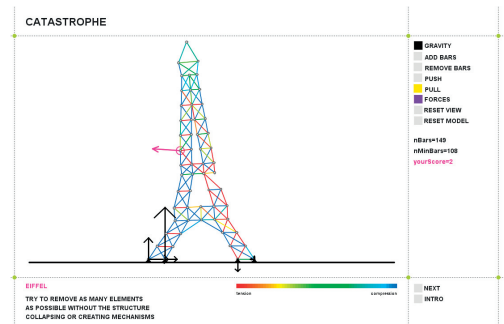 CATASTROPHE
GRAVITY
ADD BARS
REMOVE BARS
PUSH
PULL
FORCES
RESET VIEW
RESET MODEL
nBars=149
nMinBars=108
yourScore=2
EIFFEL
TRY TO REMOVE AS MANY ELEMENTS
AS POSSIBLE WITHOUT THE STRUCTURE
COLLAPSING OR CREATING MECHANISMS
tension
compression
NEXT
INTRO